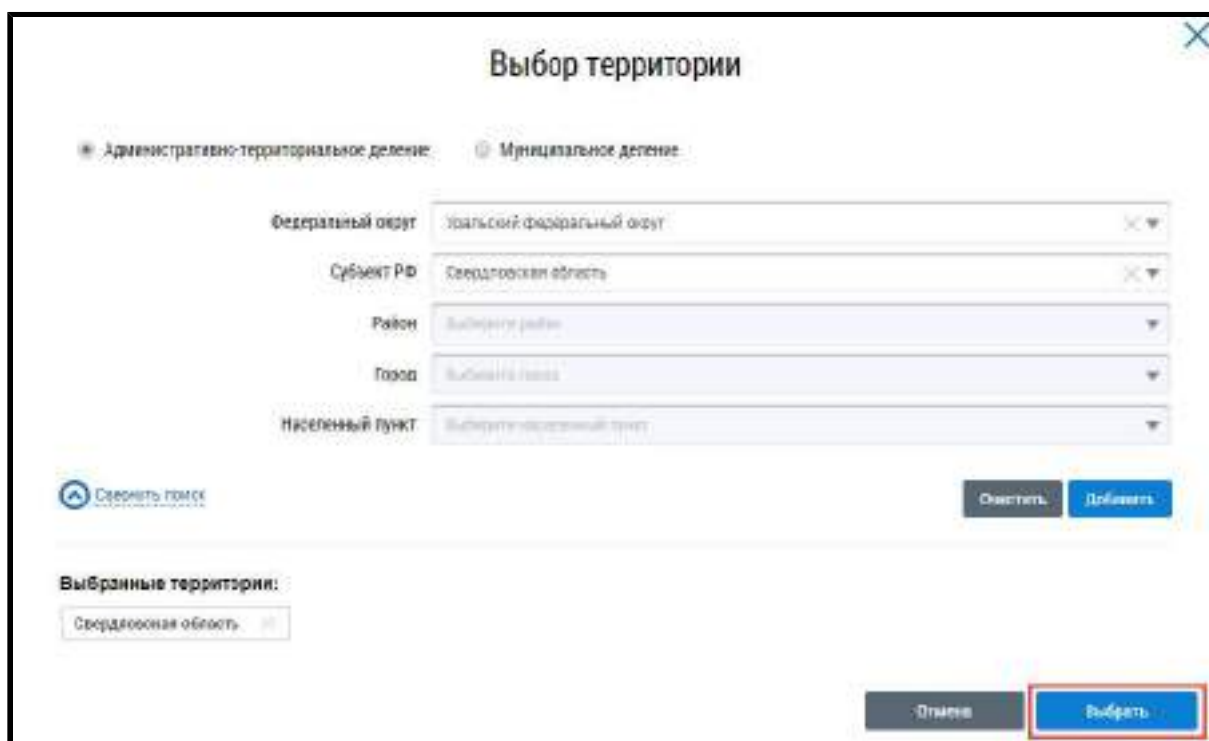 Выбор территории
Административно-территориальное деление Муниципальное деление
Федеральный округ Уральский федеральный округ
Субъект РФ Свердловская область
Район Выберите район
Город Выберите город
Населенный пункт Выберите населенный пункт
Свернуть поиск Очистить Добавить
Выбранные территории:
Свердловская область
Отмена Выбрать